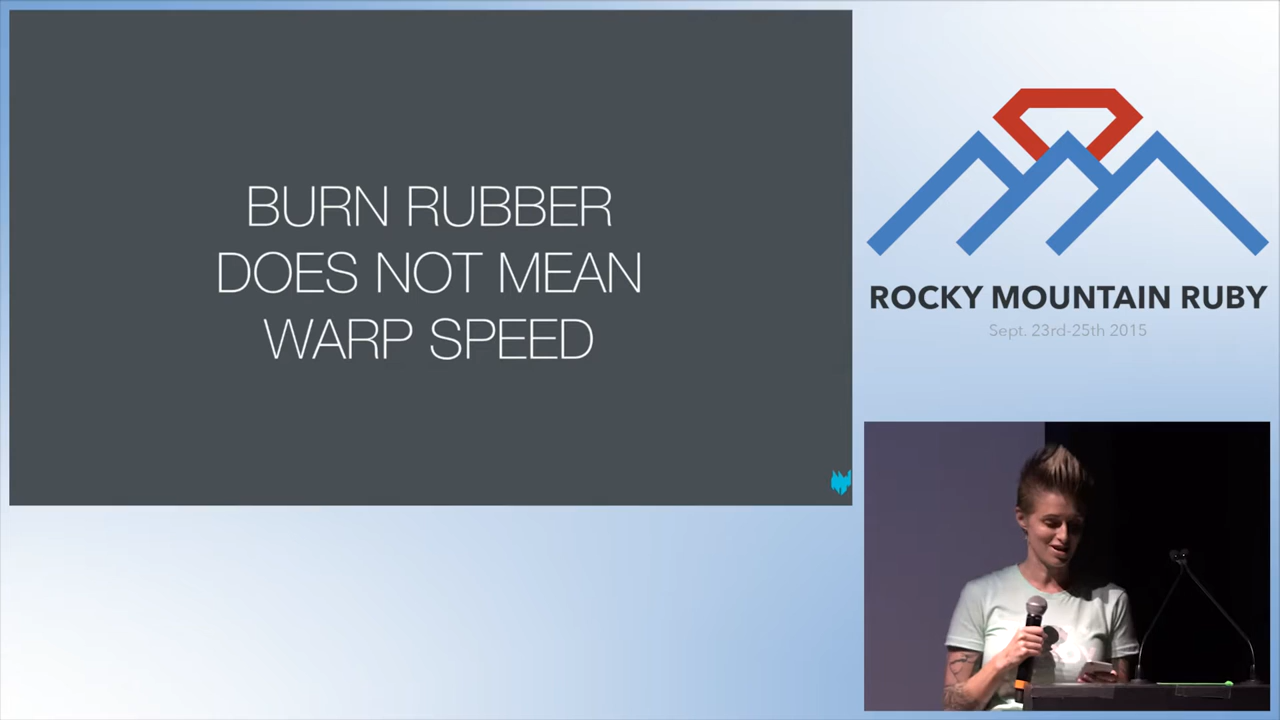 BURN RUBBER
DOES NOT MEAN
WARP SPEED
ROCKY MOUNTAIN RUBY
Sept. 23rd-25th 2015